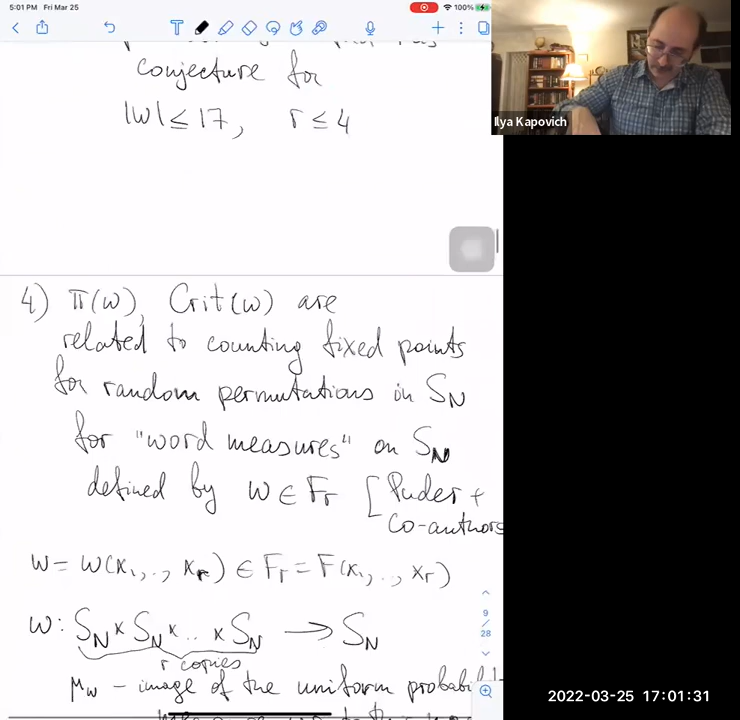 5:01 PM Fri Mar 25
100%
conjecture for
|w| ≤ 17, r ≤ 4
Ilya Kapovich
4) π(w), Crit(w) are
related to counting fixed points
for random permutations in S_N
for "word measures" on S_N
defined by w ∈ F_r [Puder +
co-authors
w = w(x_1, .., x_r) ∈ F_r = F(x_1, .., x_r)
w: S_N × S_N × .. × S_N → S_N
r copies
μ_w - image of the uniform probabil
9
/
28
2022-03-25 17:01:31